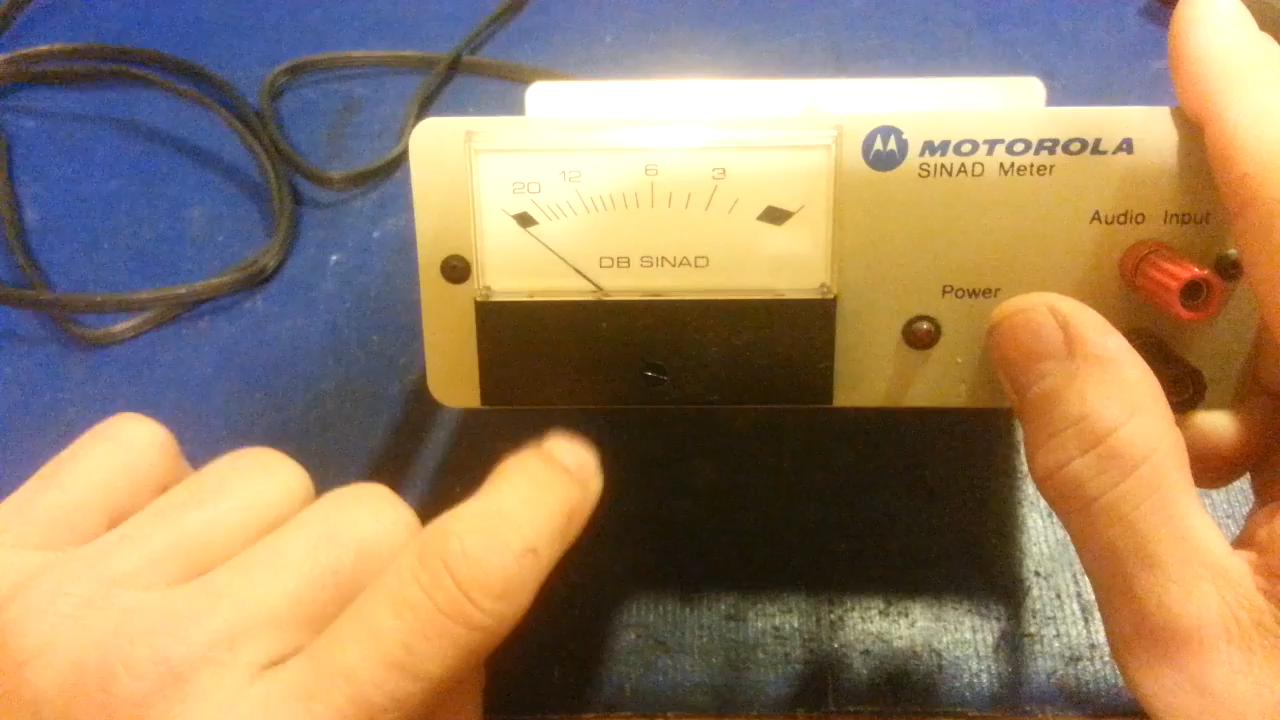 20 12 6 3
DB SINAD
MOTOROLA
SINAD Meter
Audio Input
Power